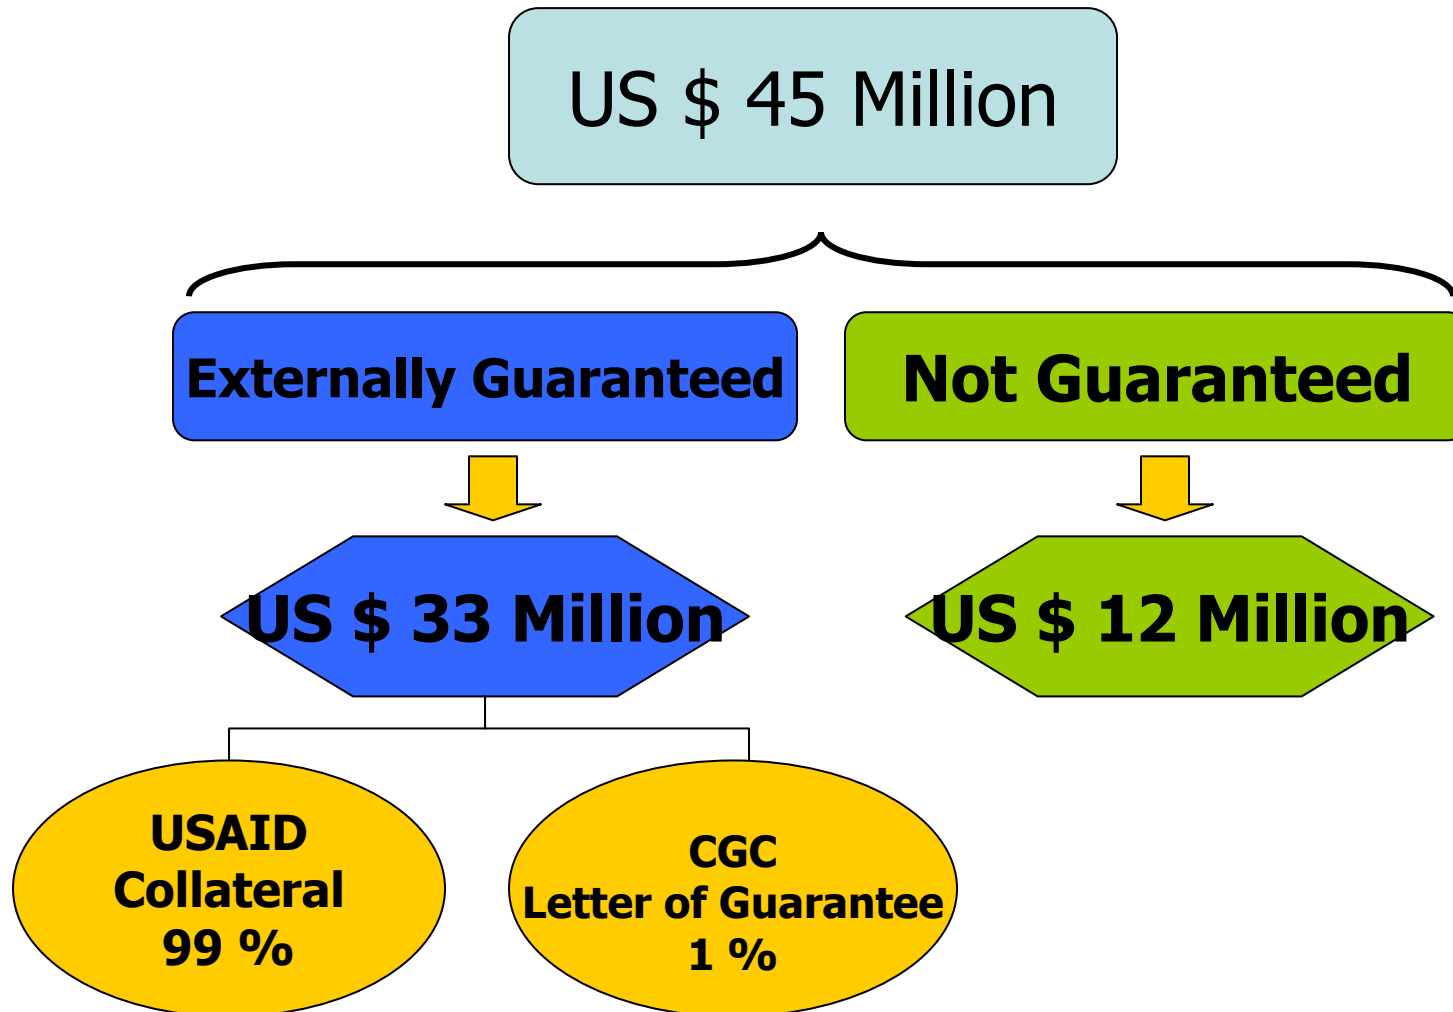 US $ 45 Million
Externally Guaranteed
Not Guaranteed
US $ 33 Million
US $ 12 Million
USAID
Collateral
99 %
CGC
Letter of Guarantee
1 %